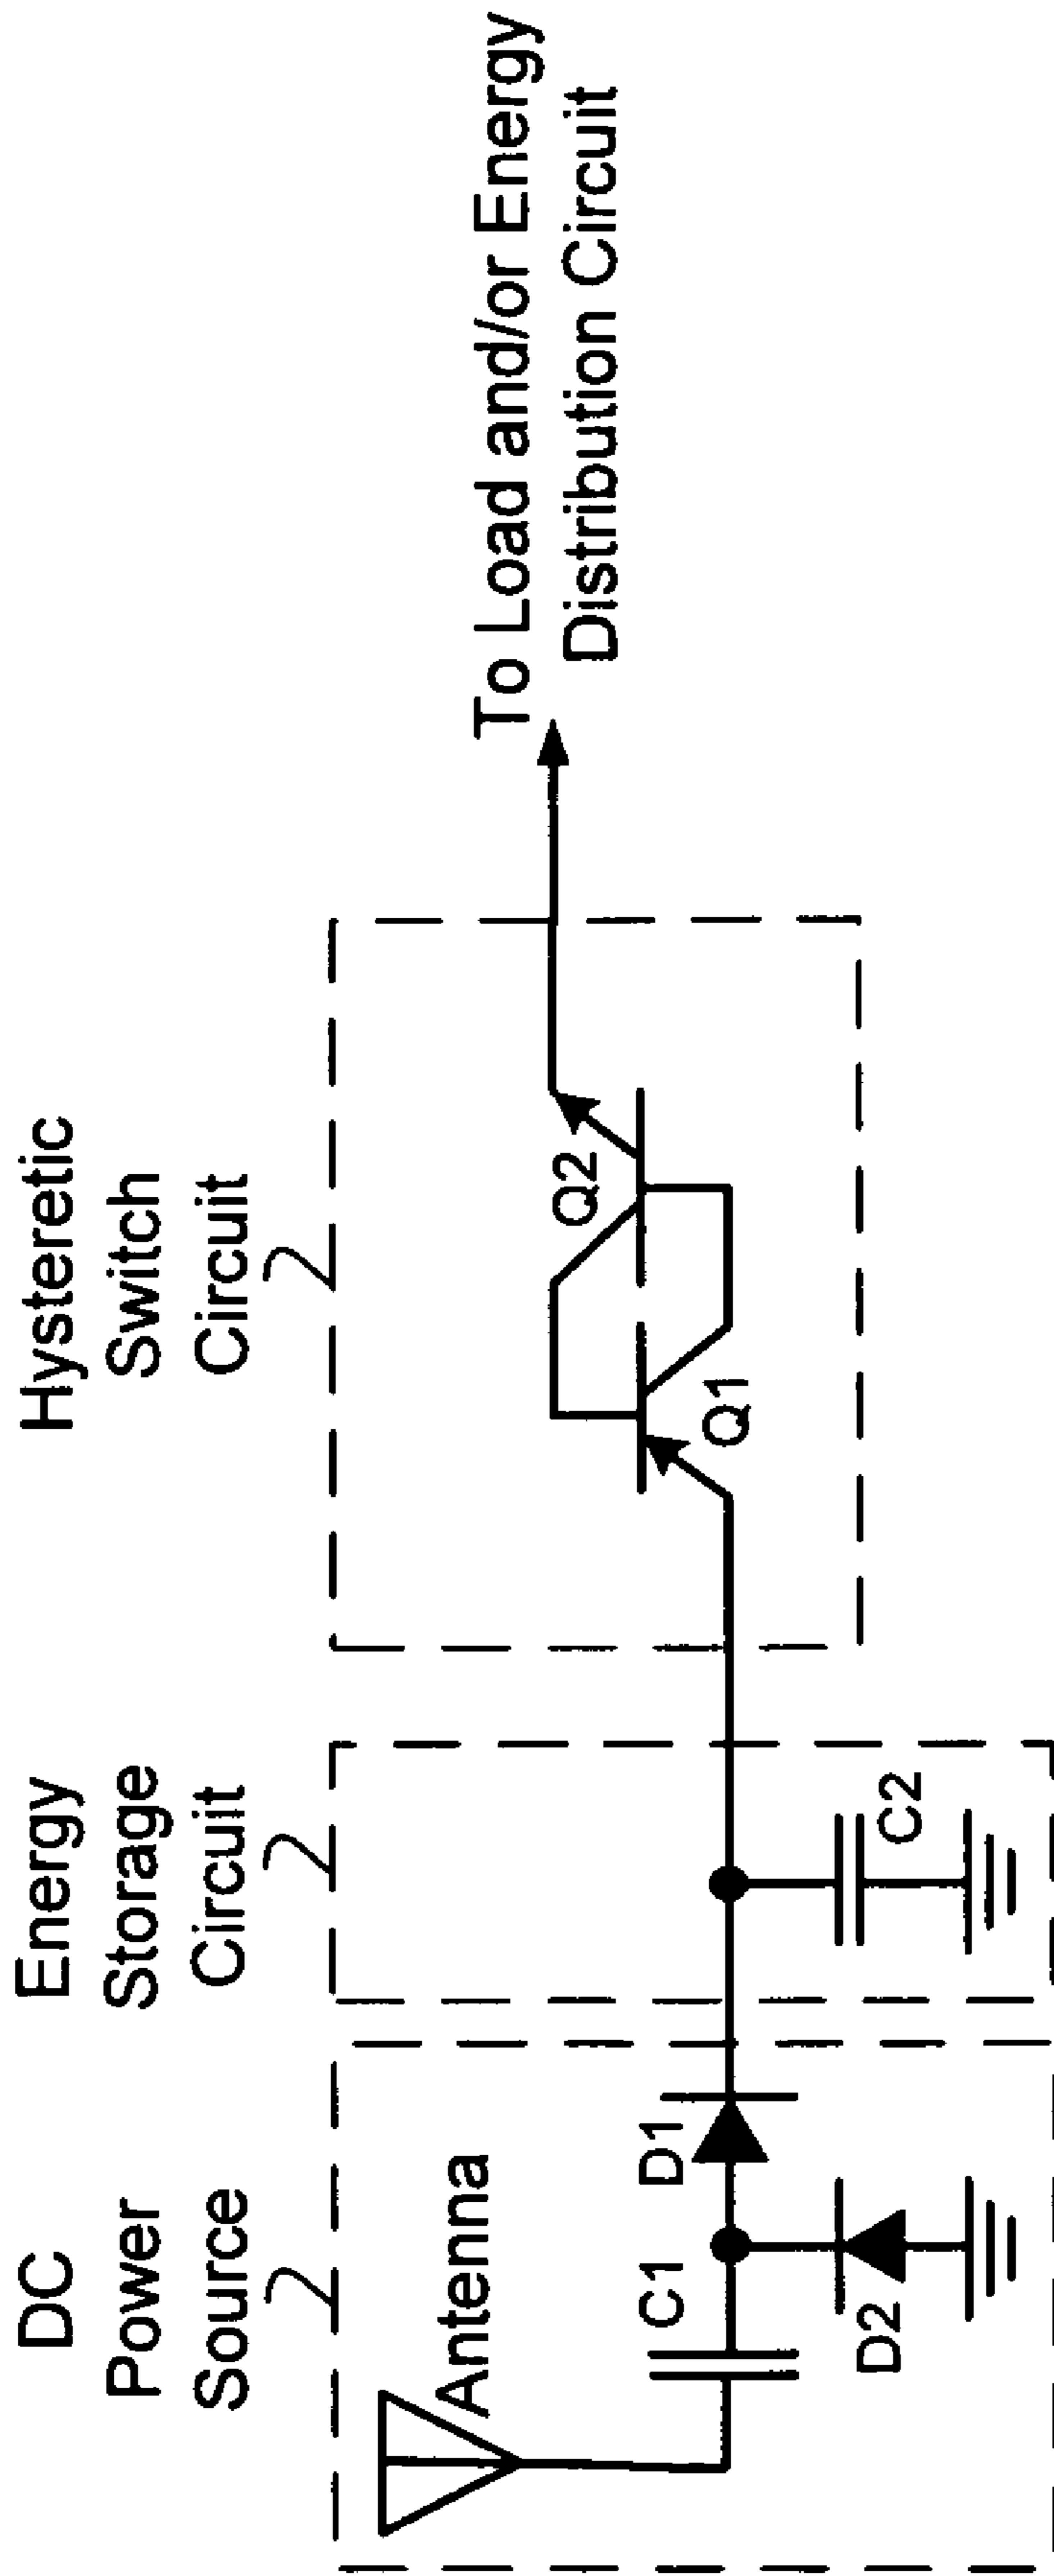 DC
Power
Source
Energy
Storage
Circuit
Hysteretic
Switch
Circuit
Antenna
C1
D1
D2
C2
Q1
Q2
To Load and/or Energy
Distribution Circuit